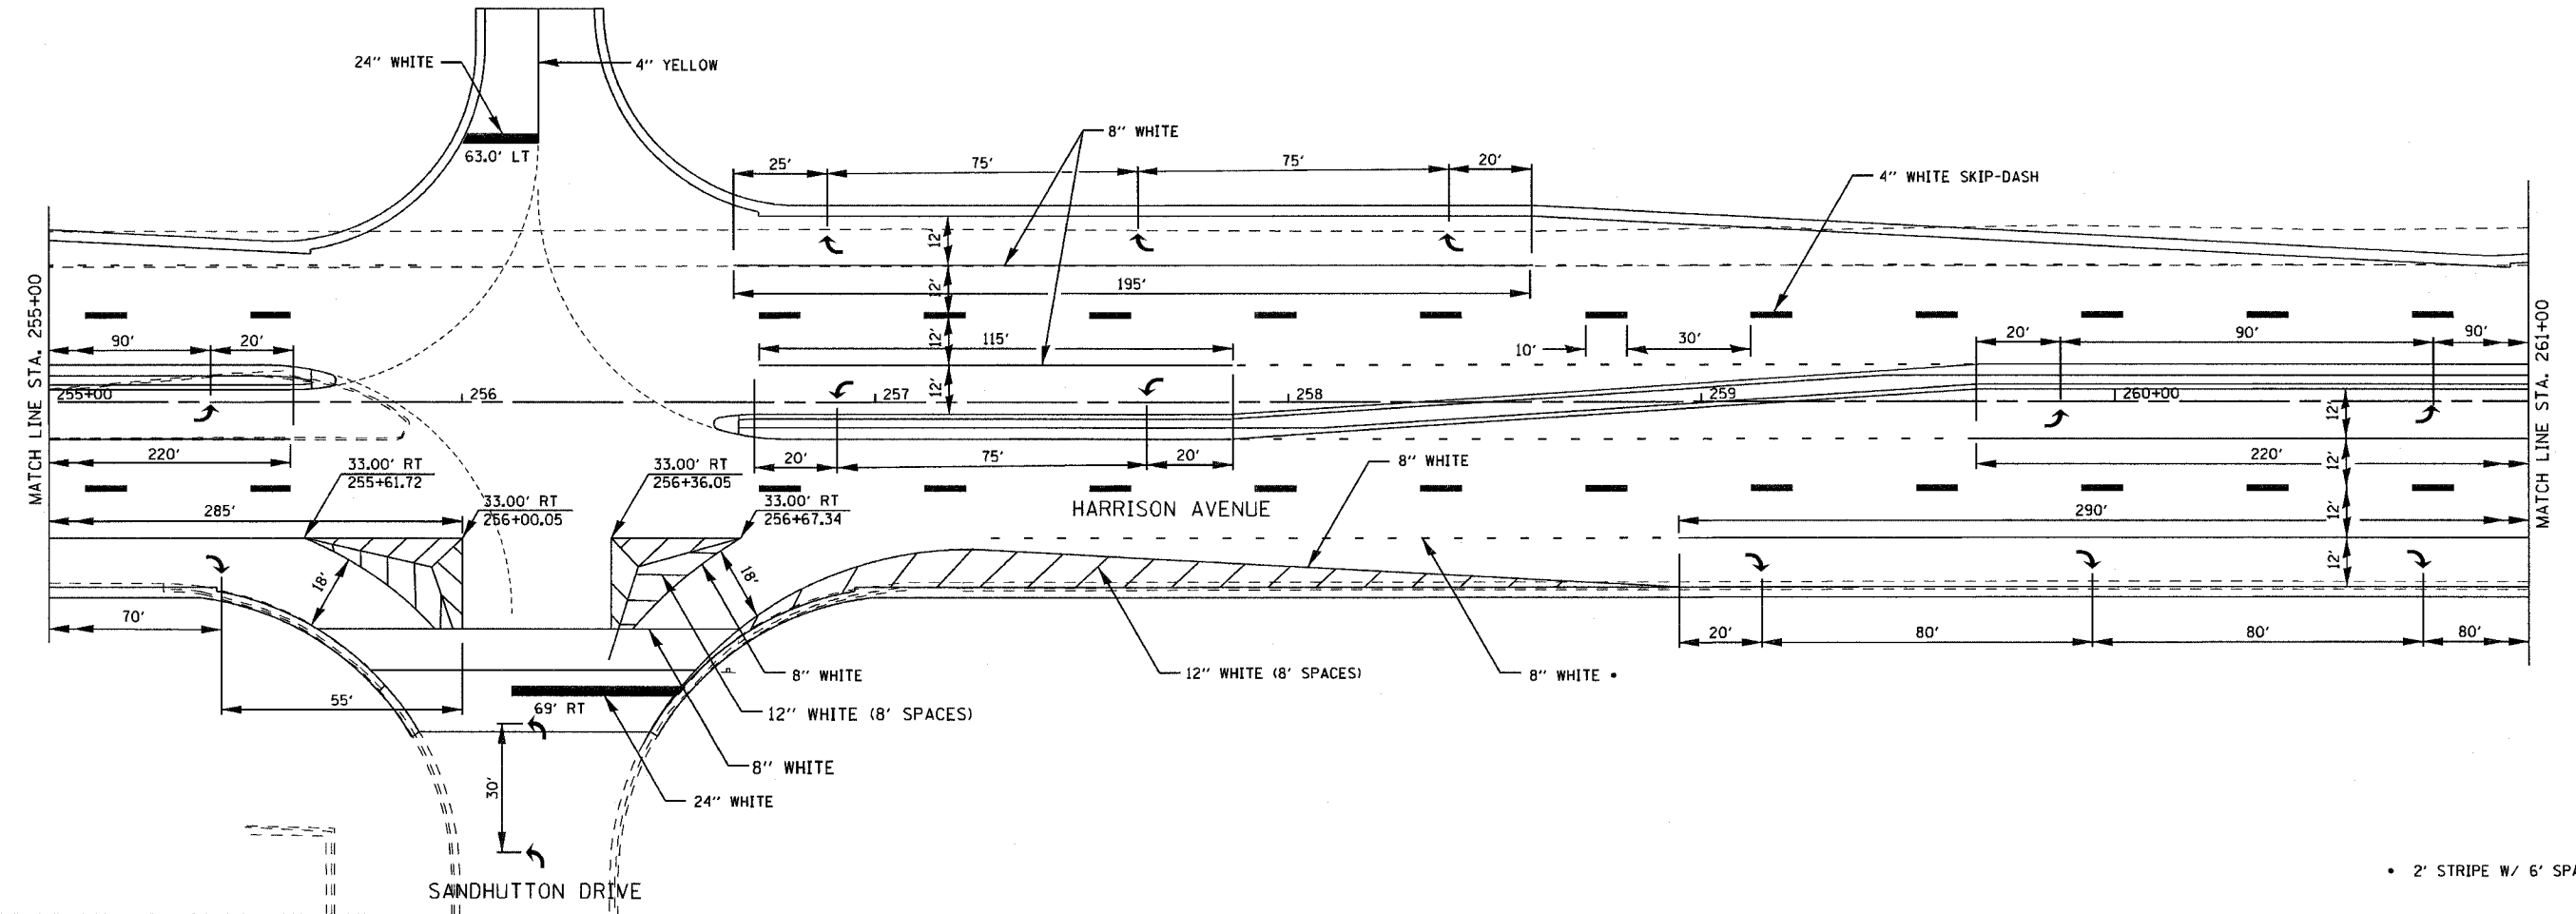 24" WHITE
4" YELLOW
63.0' LT
8" WHITE
25'
75'
75'
20'
4" WHITE SKIP-DASH
12'
12'
195'
12'
115'
12'
10'
30'
20'
90'
90'
90'
20'
MATCH LINE STA. 255+00
MATCH LINE STA. 261+00
255+00
256
257
258
259
260+00
220'
20'
75'
20'
8" WHITE
12'
220'
12'
33.00' RT
255+61.72
33.00' RT
256+00.05
33.00' RT
256+36.05
33.00' RT
256+67.34
HARRISON AVENUE
285'
290'
12'
12'
18'
18'
70'
20'
80'
80'
80'
55'
8" WHITE
12" WHITE (8' SPACES)
8" WHITE •
69' RT
12" WHITE (8' SPACES)
8" WHITE
24" WHITE
30'
SANDHUTTON DRIVE
• 2' STRIPE W/ 6' SPA